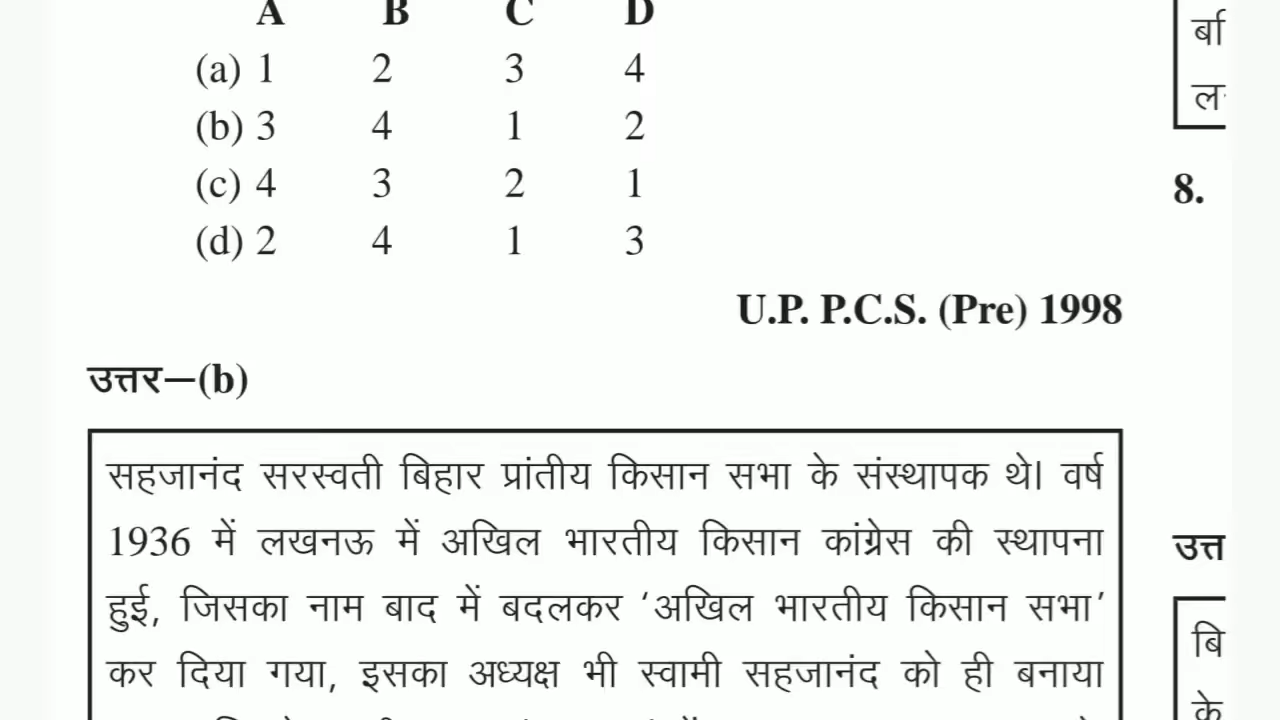 A B C D
(a) 1 2 3 4
(b) 3 4 1 2
(c) 4 3 2 1
(d) 2 4 1 3
U.P. P.C.S. (Pre) 1998
उत्तर—(b)
सहजानंद सरस्वती बिहार प्रांतीय किसान सभा के संस्थापक थे। वर्ष
1936 में लखनऊ में अखिल भारतीय किसान कांग्रेस की स्थापना
हुई, जिसका नाम बाद में बदलकर ‘अखिल भारतीय किसान सभा’
कर दिया गया, इसका अध्यक्ष भी स्वामी सहजानंद को ही बनाया
8.
उत्त
बि
के